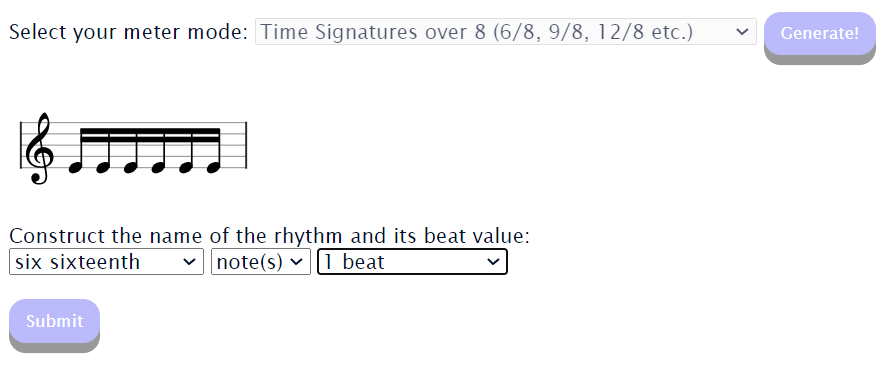 Select your meter mode: Time Signatures over 8 (6/8, 9/8, 12/8 etc.) Generate!
Construct the name of the rhythm and its beat value:
six sixteenth note(s) 1 beat
Submit